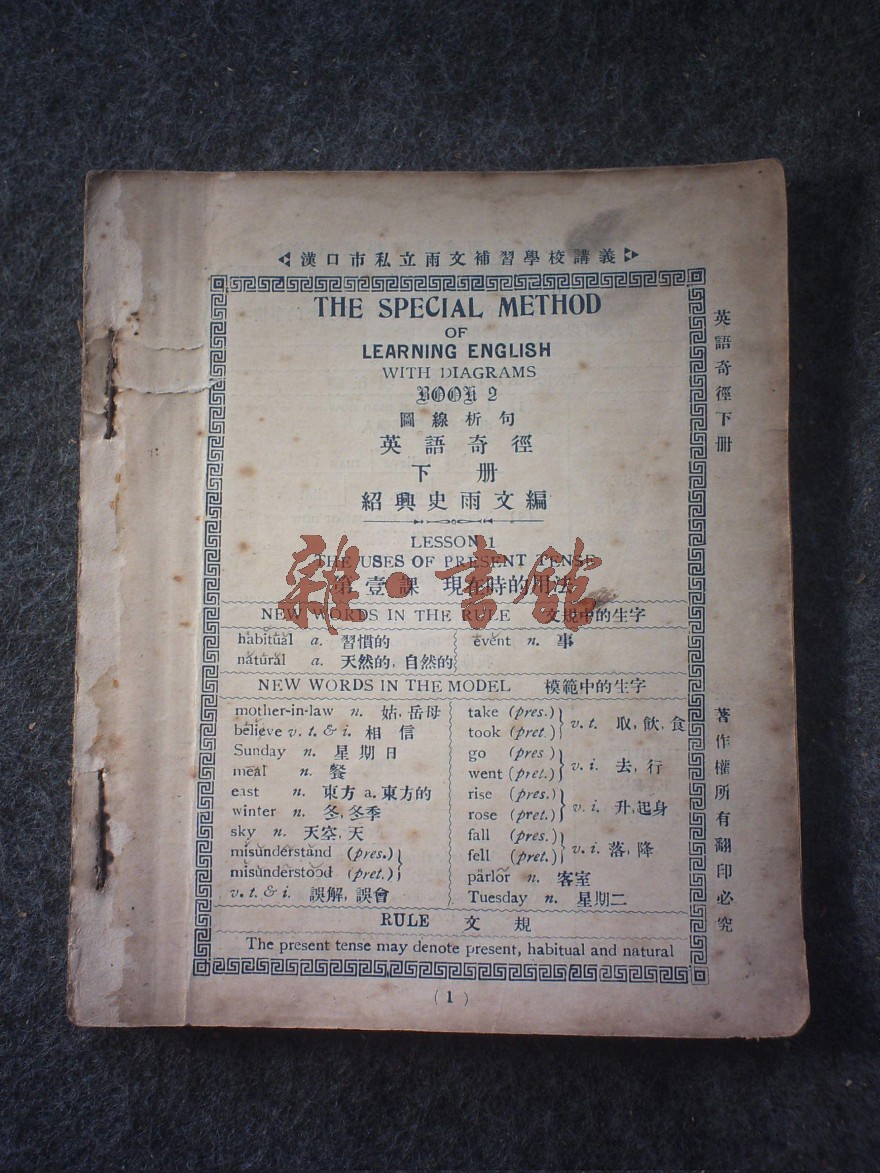 漢口市私立雨文補習學校講義
THE SPECIAL METHOD
OF
LEARNING ENGLISH
WITH DIAGRAMS
BOOK 2
圖線析句
英語奇徑
下册
紹興史雨文編
LESSON 1
THE USES OF PRESENT TENSE
第壹課 現在時的用法
NEW WORDS IN THE RULE 文規中的生字
habitual a. 習慣的
natural a. 天然的, 自然的
event n. 事
NEW WORDS IN THE MODEL 模範中的生字
mother-in-law n. 姑, 岳母
believe v. t. & i. 相信
Sunday n. 星期日
meal n. 餐
east n. 東方 a. 東方的
winter n. 冬, 冬季
sky n. 天空, 天
misunderstand (pres.)
misunderstood (pret.)
v. t. & i. 誤解, 誤會
take (pres.)
took (pret.)
v. t. 取, 飲, 食
go (pres.)
went (pret.)
v. i. 去, 行
rise (pres.)
rose (pret.)
v. i. 升, 起身
fall (pres.)
fell (pret.)
v. i. 落, 降
parlor n. 客室
Tuesday n. 星期二
RULE 文規
The present tense may denote present, habitual and natural
(1)
英語奇徑下册
著作權所有翻印必究
雜·書館